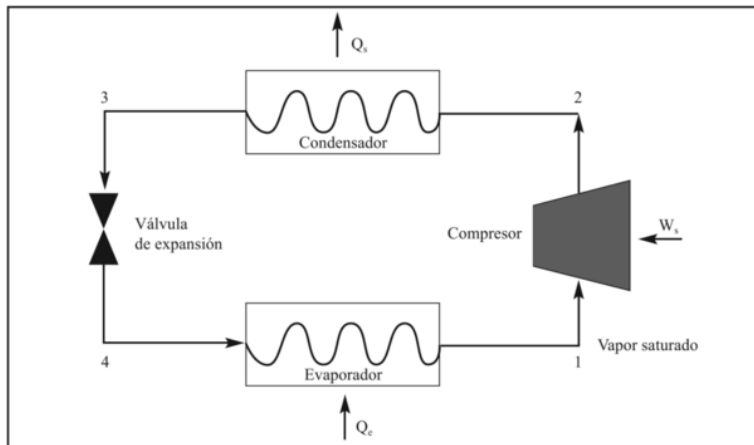 Qs
3
2
Condensador
Válvula
de expansión
Compresor
Ws
4
Evaporador
1
Vapor saturado
Qe